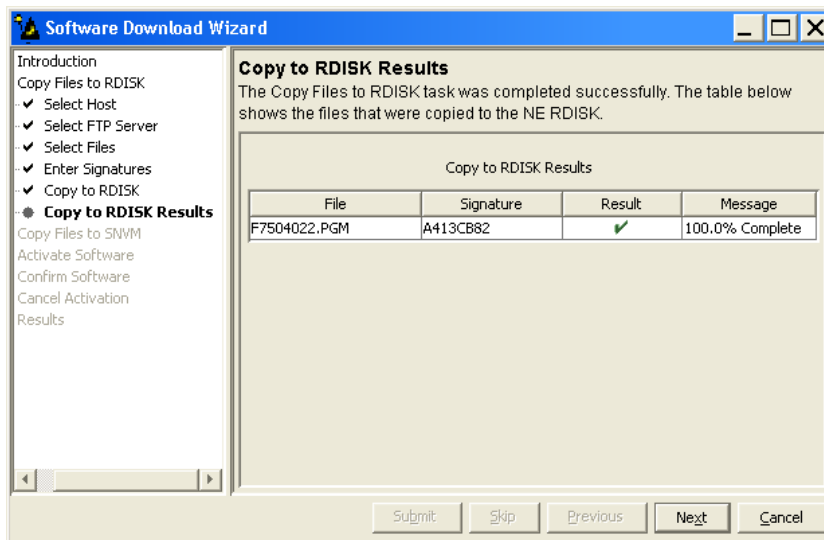 Software Download Wizard
Introduction
Copy Files to RDISK
Select Host
Select FTP Server
Select Files
Enter Signatures
Copy to RDISK
Copy to RDISK Results
Copy Files to SNVM
Activate Software
Confirm Software
Cancel Activation
Results
Copy to RDISK Results
The Copy Files to RDISK task was completed successfully. The table below
shows the files that were copied to the NE RDISK.
Copy to RDISK Results
File Signature Result Message
F7504022.PGM A413CB82 ✔ 100.0% Complete
Submit Skip Previous Next Cancel